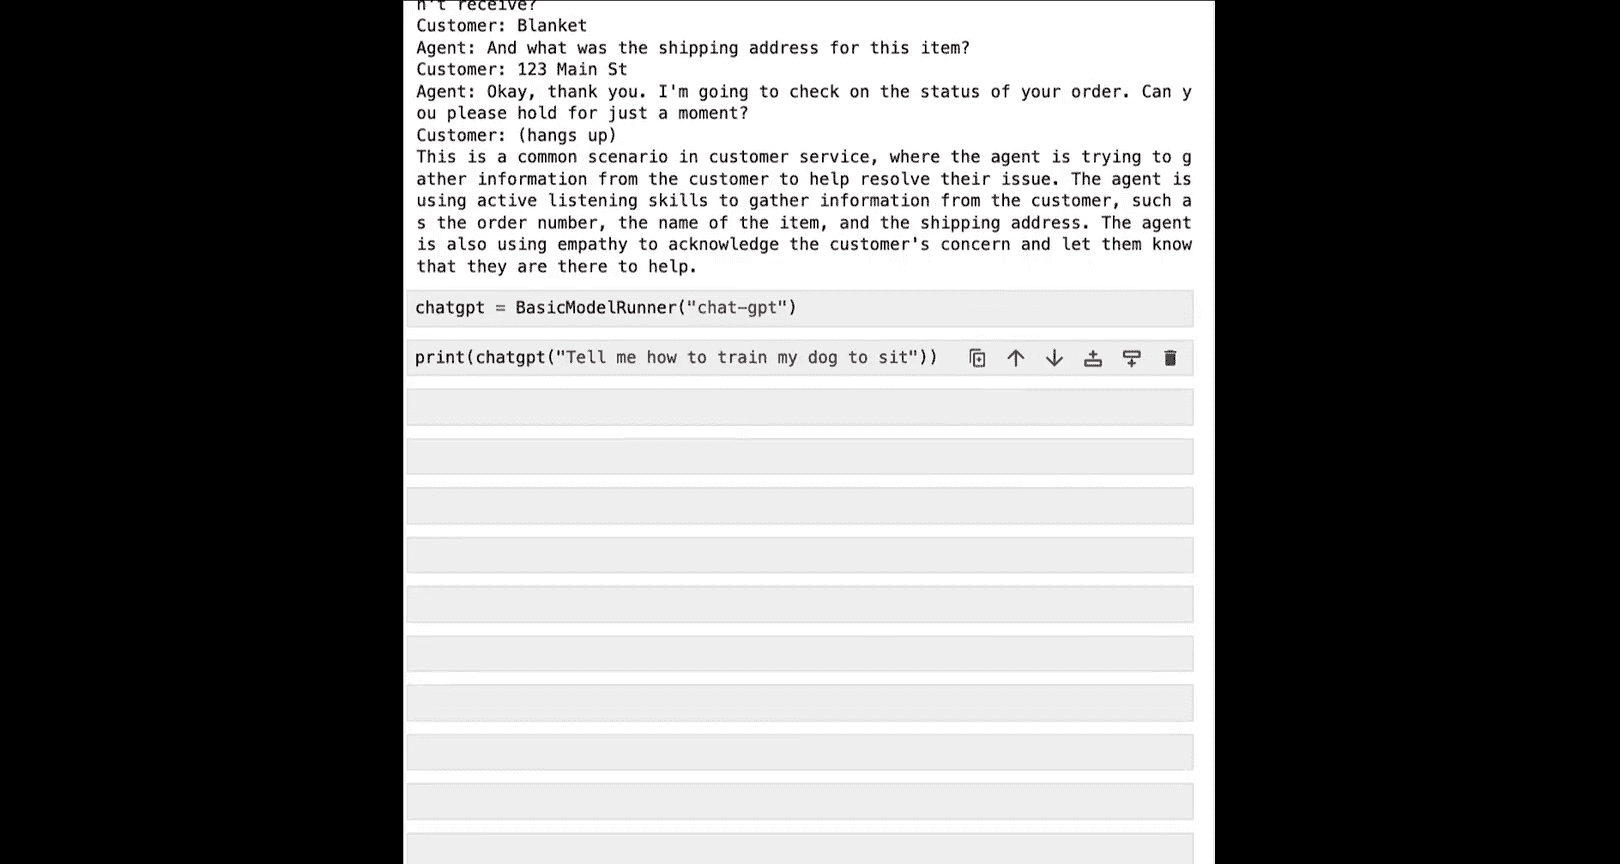 n't receive?
Customer: Blanket
Agent: And what was the shipping address for this item?
Customer: 123 Main St
Agent: Okay, thank you. I'm going to check on the status of your order. Can y
ou please hold for just a moment?
Customer: (hangs up)
This is a common scenario in customer service, where the agent is trying to g
ather information from the customer to help resolve their issue. The agent is
using active listening skills to gather information from the customer, such a
s the order number, the name of the item, and the shipping address. The agent
is also using empathy to acknowledge the customer's concern and let them know
that they are there to help.
chatgpt = BasicModelRunner("chat-gpt")
print(chatgpt("Tell me how to train my dog to sit"))